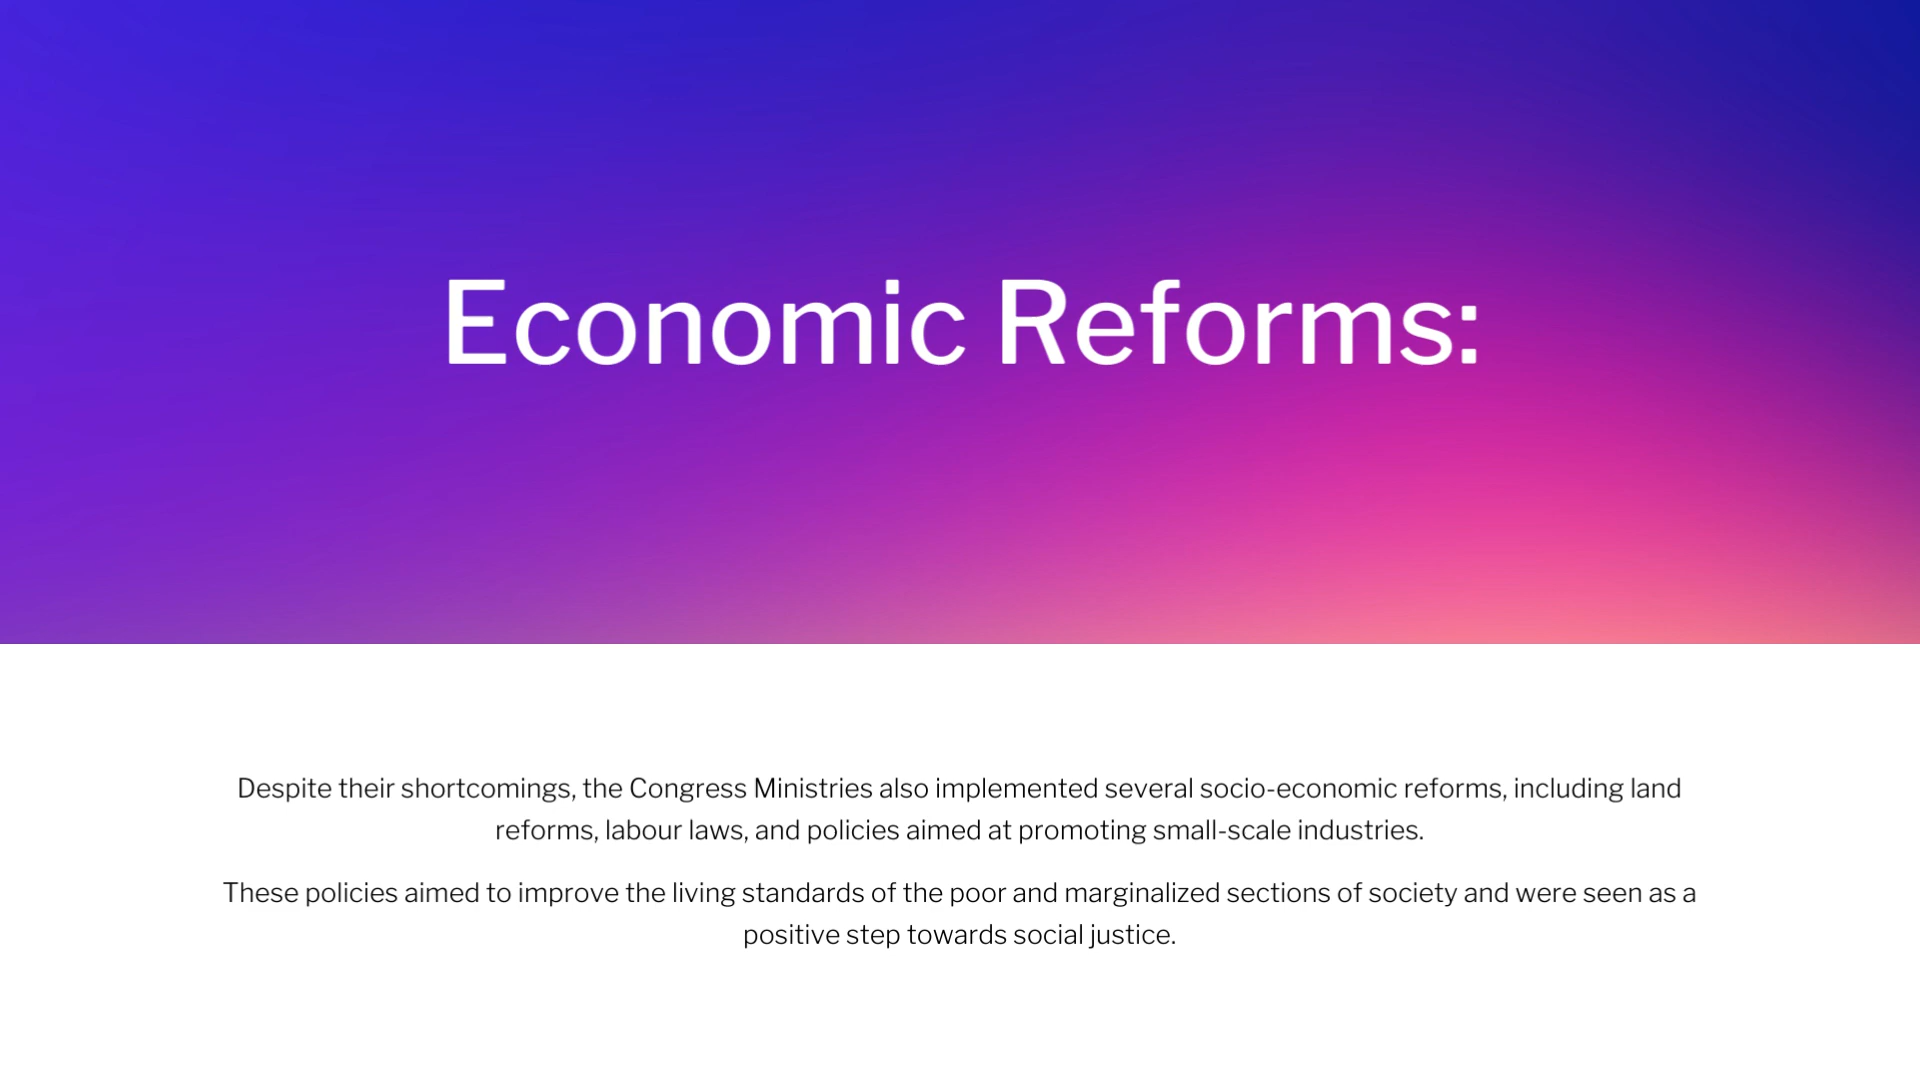 Economic Reforms:
Despite their shortcomings, the Congress Ministries also implemented several socio-economic reforms, including land
reforms, labour laws, and policies aimed at promoting small-scale industries.
These policies aimed to improve the living standards of the poor and marginalized sections of society and were seen as a
positive step towards social justice.